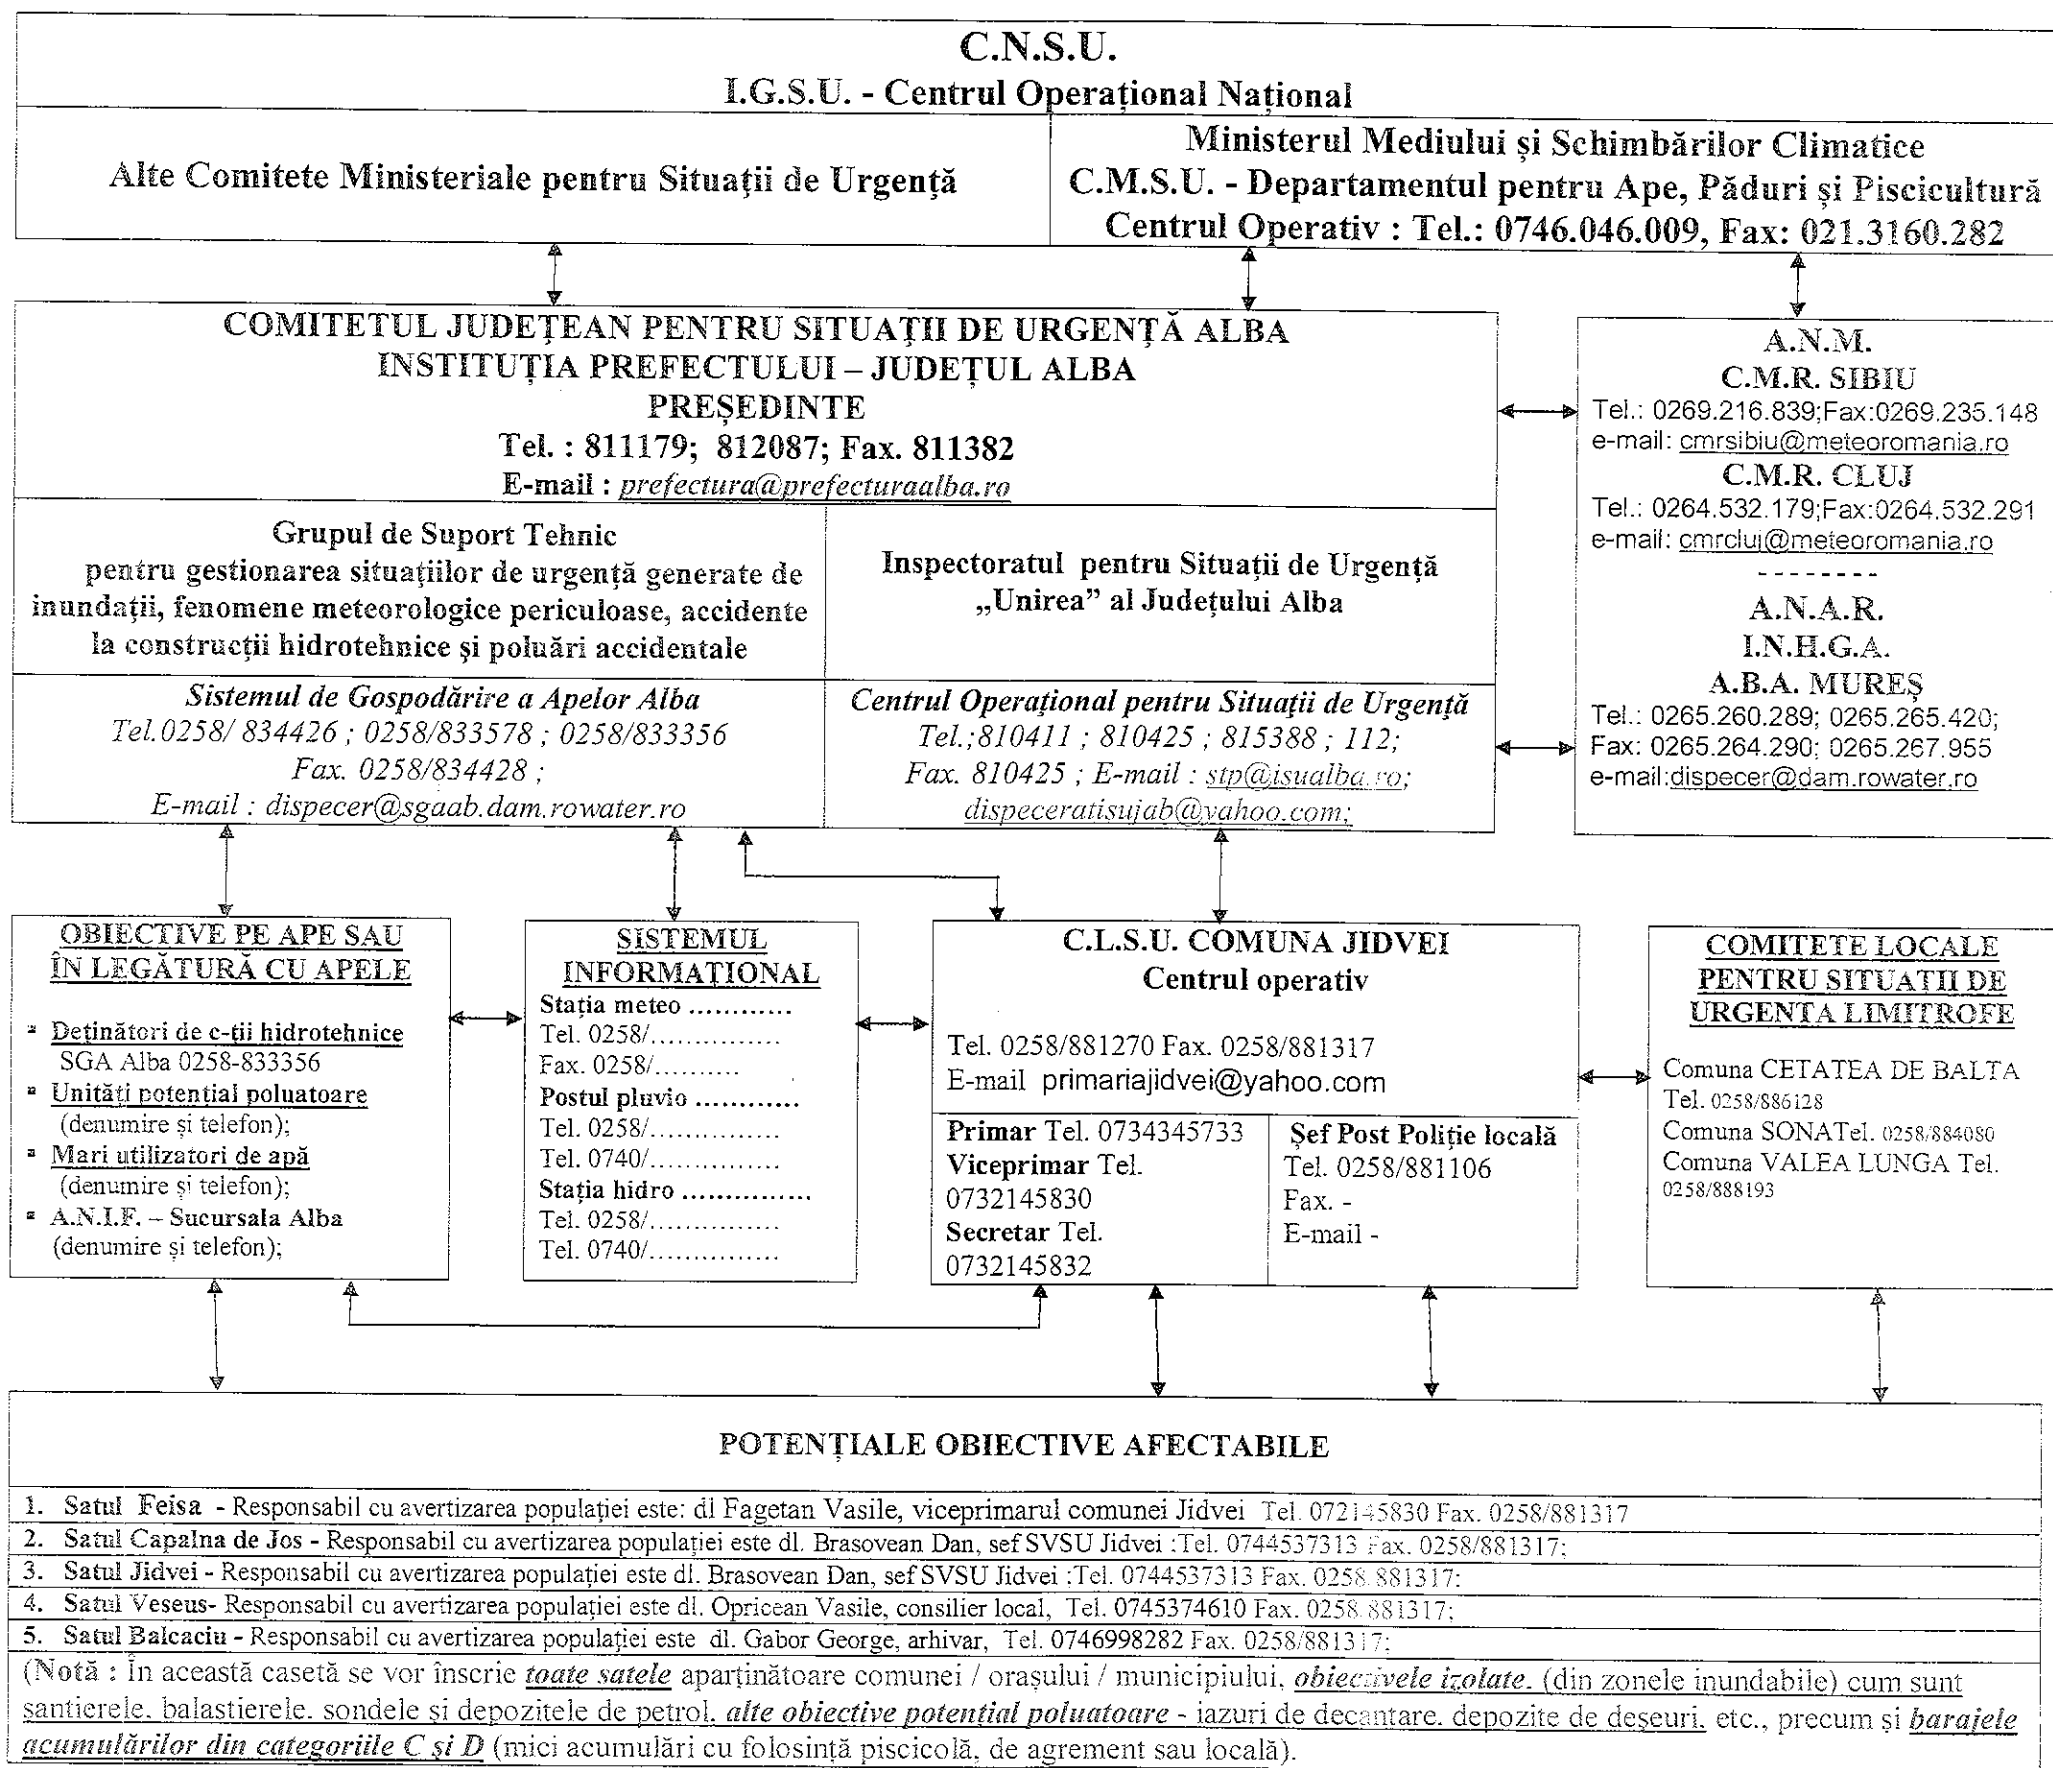 C.N.S.U.
I.G.S.U. - Centrul Operațional Național
Alte Comitete Ministeriale pentru Situații de Urgență
Ministerul Mediului și Schimbărilor Climatice
C.M.S.U. - Departamentul pentru Ape, Păduri și Piscicultură
Centrul Operativ : Tel.: 0746.046.009, Fax: 021.3160.282
COMITETUL JUDEȚEAN PENTRU SITUAȚII DE URGENȚĂ ALBA
INSTITUȚIA PREFECTULUI – JUDEȚUL ALBA
PREȘEDINTE
Tel. : 811179; 812087; Fax. 811382
E-mail : prefectura@prefecturaalba.ro
Grupul de Suport Tehnic
pentru gestionarea situațiilor de urgență generate de
inundații, fenomene meteorologice periculoase, accidente
la construcții hidrotehnice și poluări accidentale
Inspectoratul pentru Situații de Urgență
„Unirea” al Județului Alba
Sistemul de Gospodărire a Apelor Alba
Tel.0258/ 834426 ; 0258/833578 ; 0258/833356
Fax. 0258/834428 ;
E-mail : dispecer@sgaab.dam.rowater.ro
Centrul Operațional pentru Situații de Urgență
Tel.;810411 ; 810425 ; 815388 ; 112;
Fax. 810425 ; E-mail : stp@isualba.ro;
dispeceratisujab@yahoo.com;
A.N.M.
C.M.R. SIBIU
Tel.: 0269.216.839;Fax:0269.235.148
e-mail: cmrsibiu@meteoromania.ro
C.M.R. CLUJ
Tel.: 0264.532.179;Fax:0264.532.291
e-mail: cmrcluj@meteoromania.ro
--------
A.N.A.R.
I.N.H.G.A.
A.B.A. MUREȘ
Tel.: 0265.260.289; 0265.265.420;
Fax: 0265.264.290; 0265.267.955
e-mail:dispecer@dam.rowater.ro
OBIECTIVE PE APE SAU
ÎN LEGĂTURĂ CU APELE
▪ Deținători de c-ții hidrotehnice
SGA Alba 0258-833356
▪ Unități potențial poluatoare
(denumire și telefon);
▪ Mari utilizatori de apă
(denumire și telefon);
▪ A.N.I.F. – Sucursala Alba
(denumire și telefon);
SISTEMUL
INFORMAȚIONAL
Stația meteo ............
Tel. 0258/...............
Fax. 0258/..........
Postul pluvio ............
Tel. 0258/...............
Tel. 0740/...............
Stația hidro ...............
Tel. 0258/...............
Tel. 0740/...............
C.L.S.U. COMUNA JIDVEI
Centrul operativ
Tel. 0258/881270 Fax. 0258/881317
E-mail primariajidvei@yahoo.com
Primar Tel. 0734345733
Viceprimar Tel.
0732145830
Secretar Tel.
0732145832
Șef Post Poliție locală
Tel. 0258/881106
Fax. -
E-mail -
COMITETE LOCALE
PENTRU SITUATII DE
URGENTA LIMITROFE
Comuna CETATEA DE BALTA
Tel. 0258/886128
Comuna SONATel. 0258/884080
Comuna VALEA LUNGA Tel.
0258/888193
POTENȚIALE OBIECTIVE AFECTABILE
1. Satul Feisa - Responsabil cu avertizarea populației este: dl Fagetan Vasile, viceprimarul comunei Jidvei Tel. 072145830 Fax. 0258/881317
2. Satul Capalna de Jos - Responsabil cu avertizarea populației este dl. Brasovean Dan, sef SVSU Jidvei :Tel. 0744537313 Fax. 0258/881317;
3. Satul Jidvei - Responsabil cu avertizarea populației este dl. Brasovean Dan, sef SVSU Jidvei :Tel. 0744537313 Fax. 0258/881317;
4. Satul Veseus- Responsabil cu avertizarea populației este dl. Opricean Vasile, consilier local, Tel. 0745374610 Fax. 0258/881317;
5. Satul Balcaciu - Responsabil cu avertizarea populației este dl. Gabor George, arhivar, Tel. 0746998282 Fax. 0258/881317;
(Notă : În această casetă se vor înscrie toate satele aparținătoare comunei / orașului / municipiului, obiectivele izolate. (din zonele inundabile) cum sunt
santierele. balastierele. sondele și depozitele de petrol. alte obiective potential poluatoare - iazuri de decantare. depozite de deșeuri. etc., precum și barajele
acumulărilor din categoriile C și D (mici acumulări cu folosință piscicolă, de agrement sau locală).